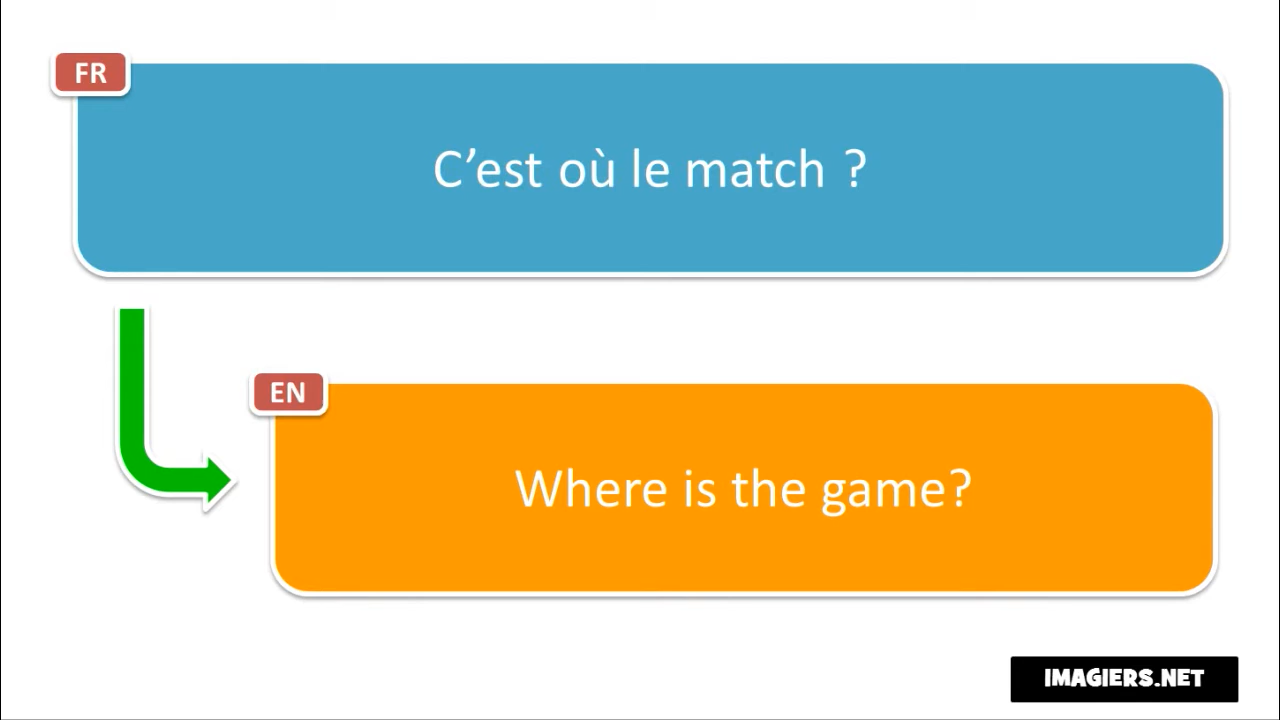 FR
C’est où le match ?
EN
Where is the game?
IMAGIERS.NET